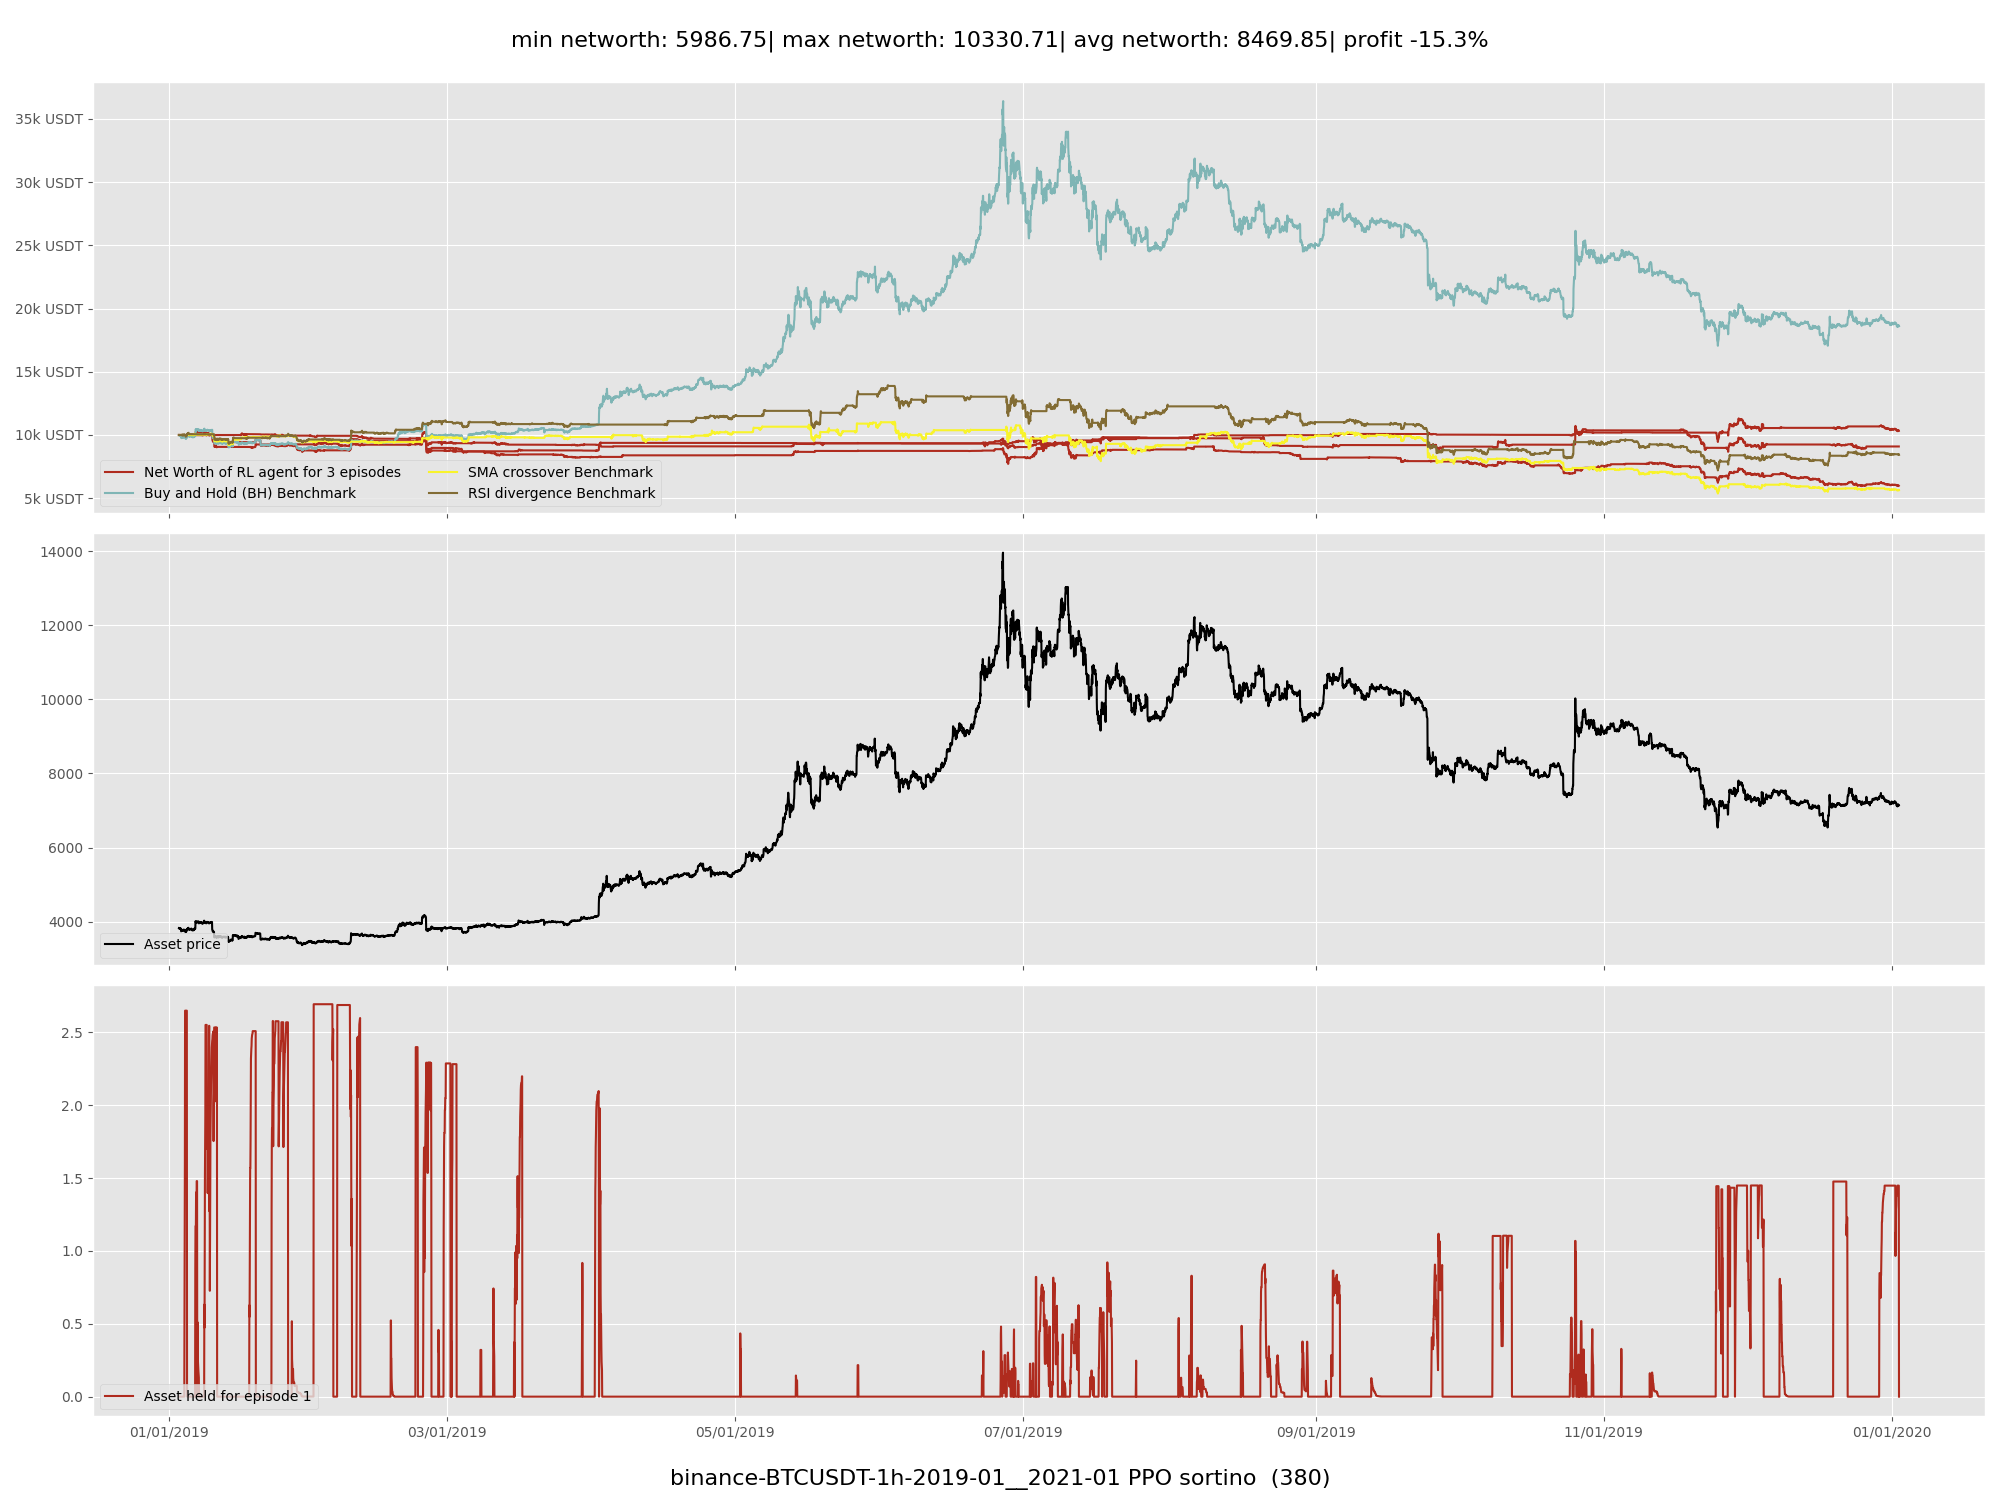 min networth: 5986.75| max networth: 10330.71| avg networth: 8469.85| profit -15.3%
35k USDT
30k USDT
25k USDT
20k USDT
15k USDT
10k USDT
5k USDT
Net Worth of RL agent for 3 episodes
Buy and Hold (BH) Benchmark
SMA crossover Benchmark
RSI divergence Benchmark
14000
12000
10000
8000
6000
4000
Asset price
2.5
2.0
1.5
1.0
0.5
0.0
Asset held for episode 1
01/01/2019 03/01/2019 05/01/2019 07/01/2019 09/01/2019 11/01/2019 01/01/2020
binance-BTCUSDT-1h-2019-01__2021-01 PPO sortino  (380)